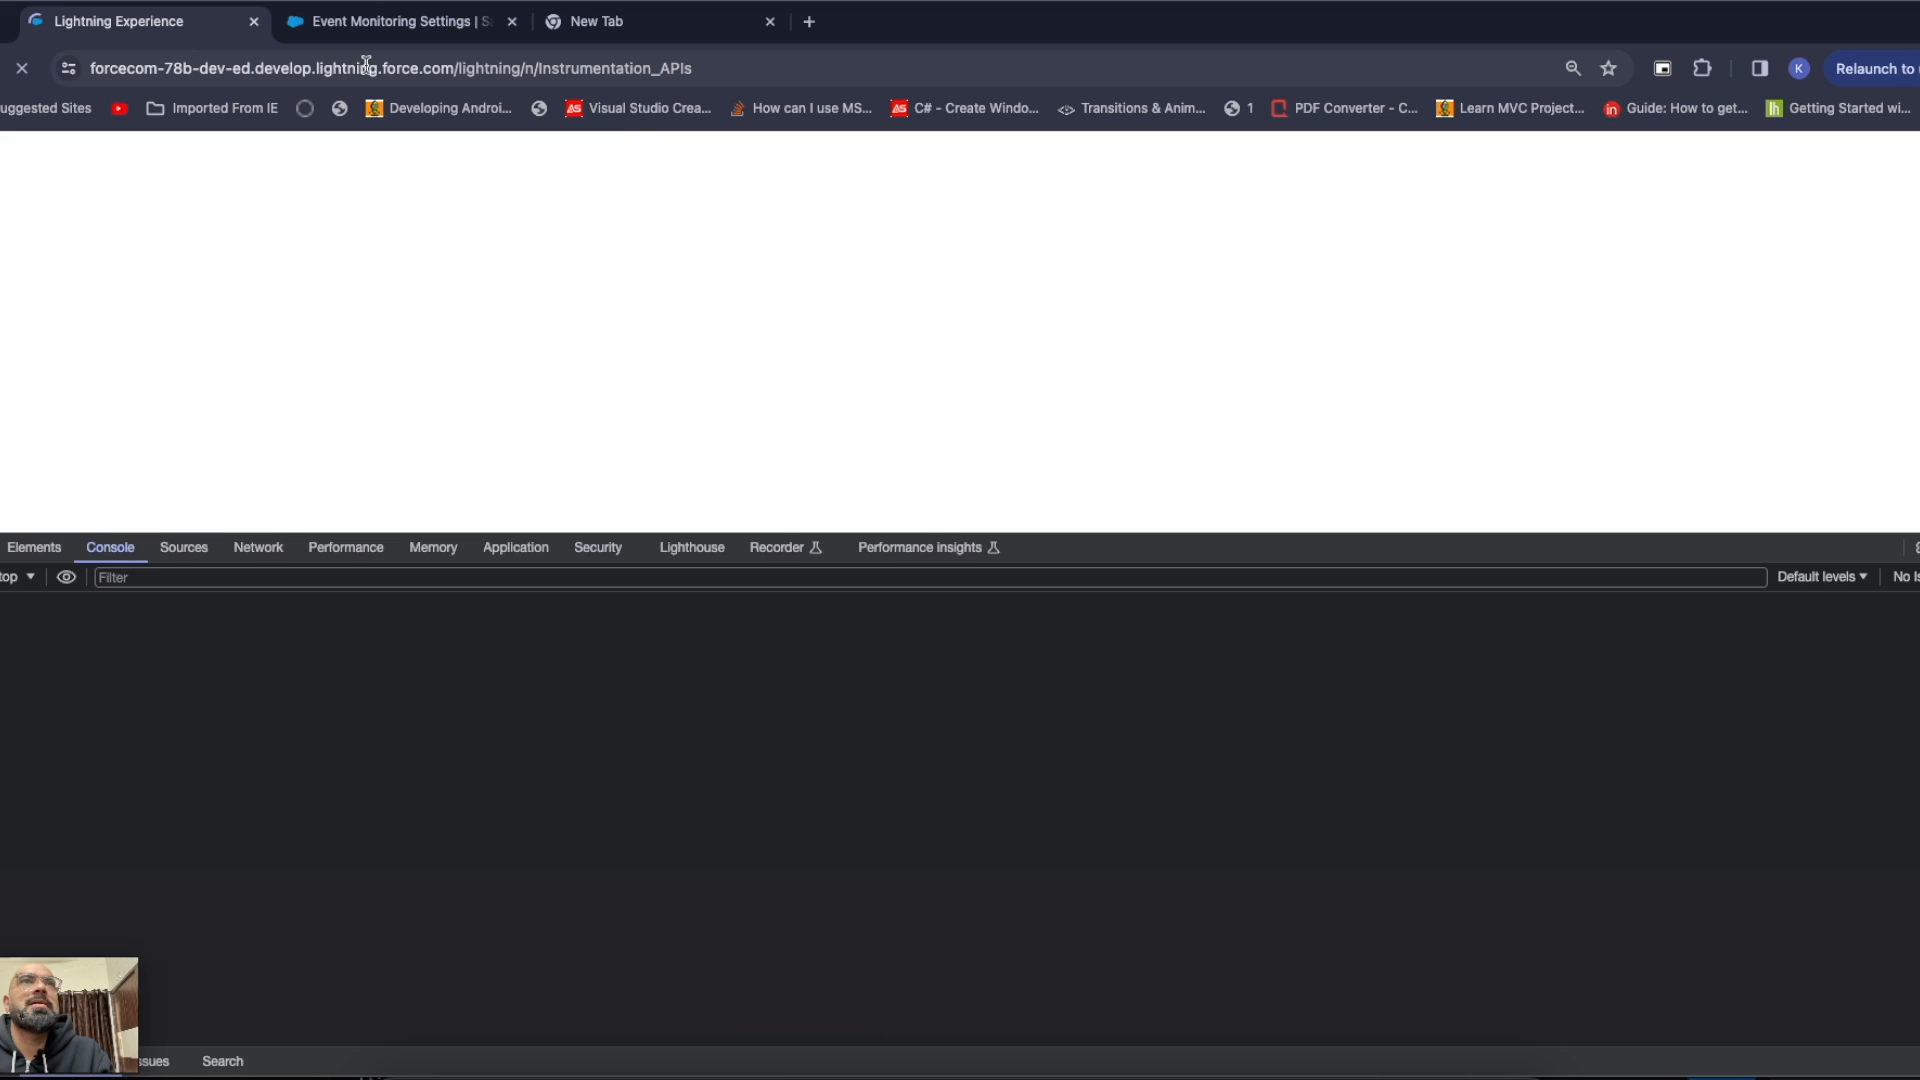 Lightning Experience
Event Monitoring Settings | S
New Tab
forcecom-78b-dev-ed.develop.lightning.force.com/lightning/n/Instrumentation_APIs
K
Relaunch to
uggested Sites
Imported From IE
Developing Androi...
Visual Studio Crea...
How can I use MS...
C# - Create Windo...
Transitions & Anim...
1
PDF Converter - C...
Learn MVC Project...
Guide: How to get...
Getting Started wi...
Elements
Console
Sources
Network
Performance
Memory
Application
Security
Lighthouse
Recorder
Performance insights
top
Filter
Default levels
No Is
ssues
Search